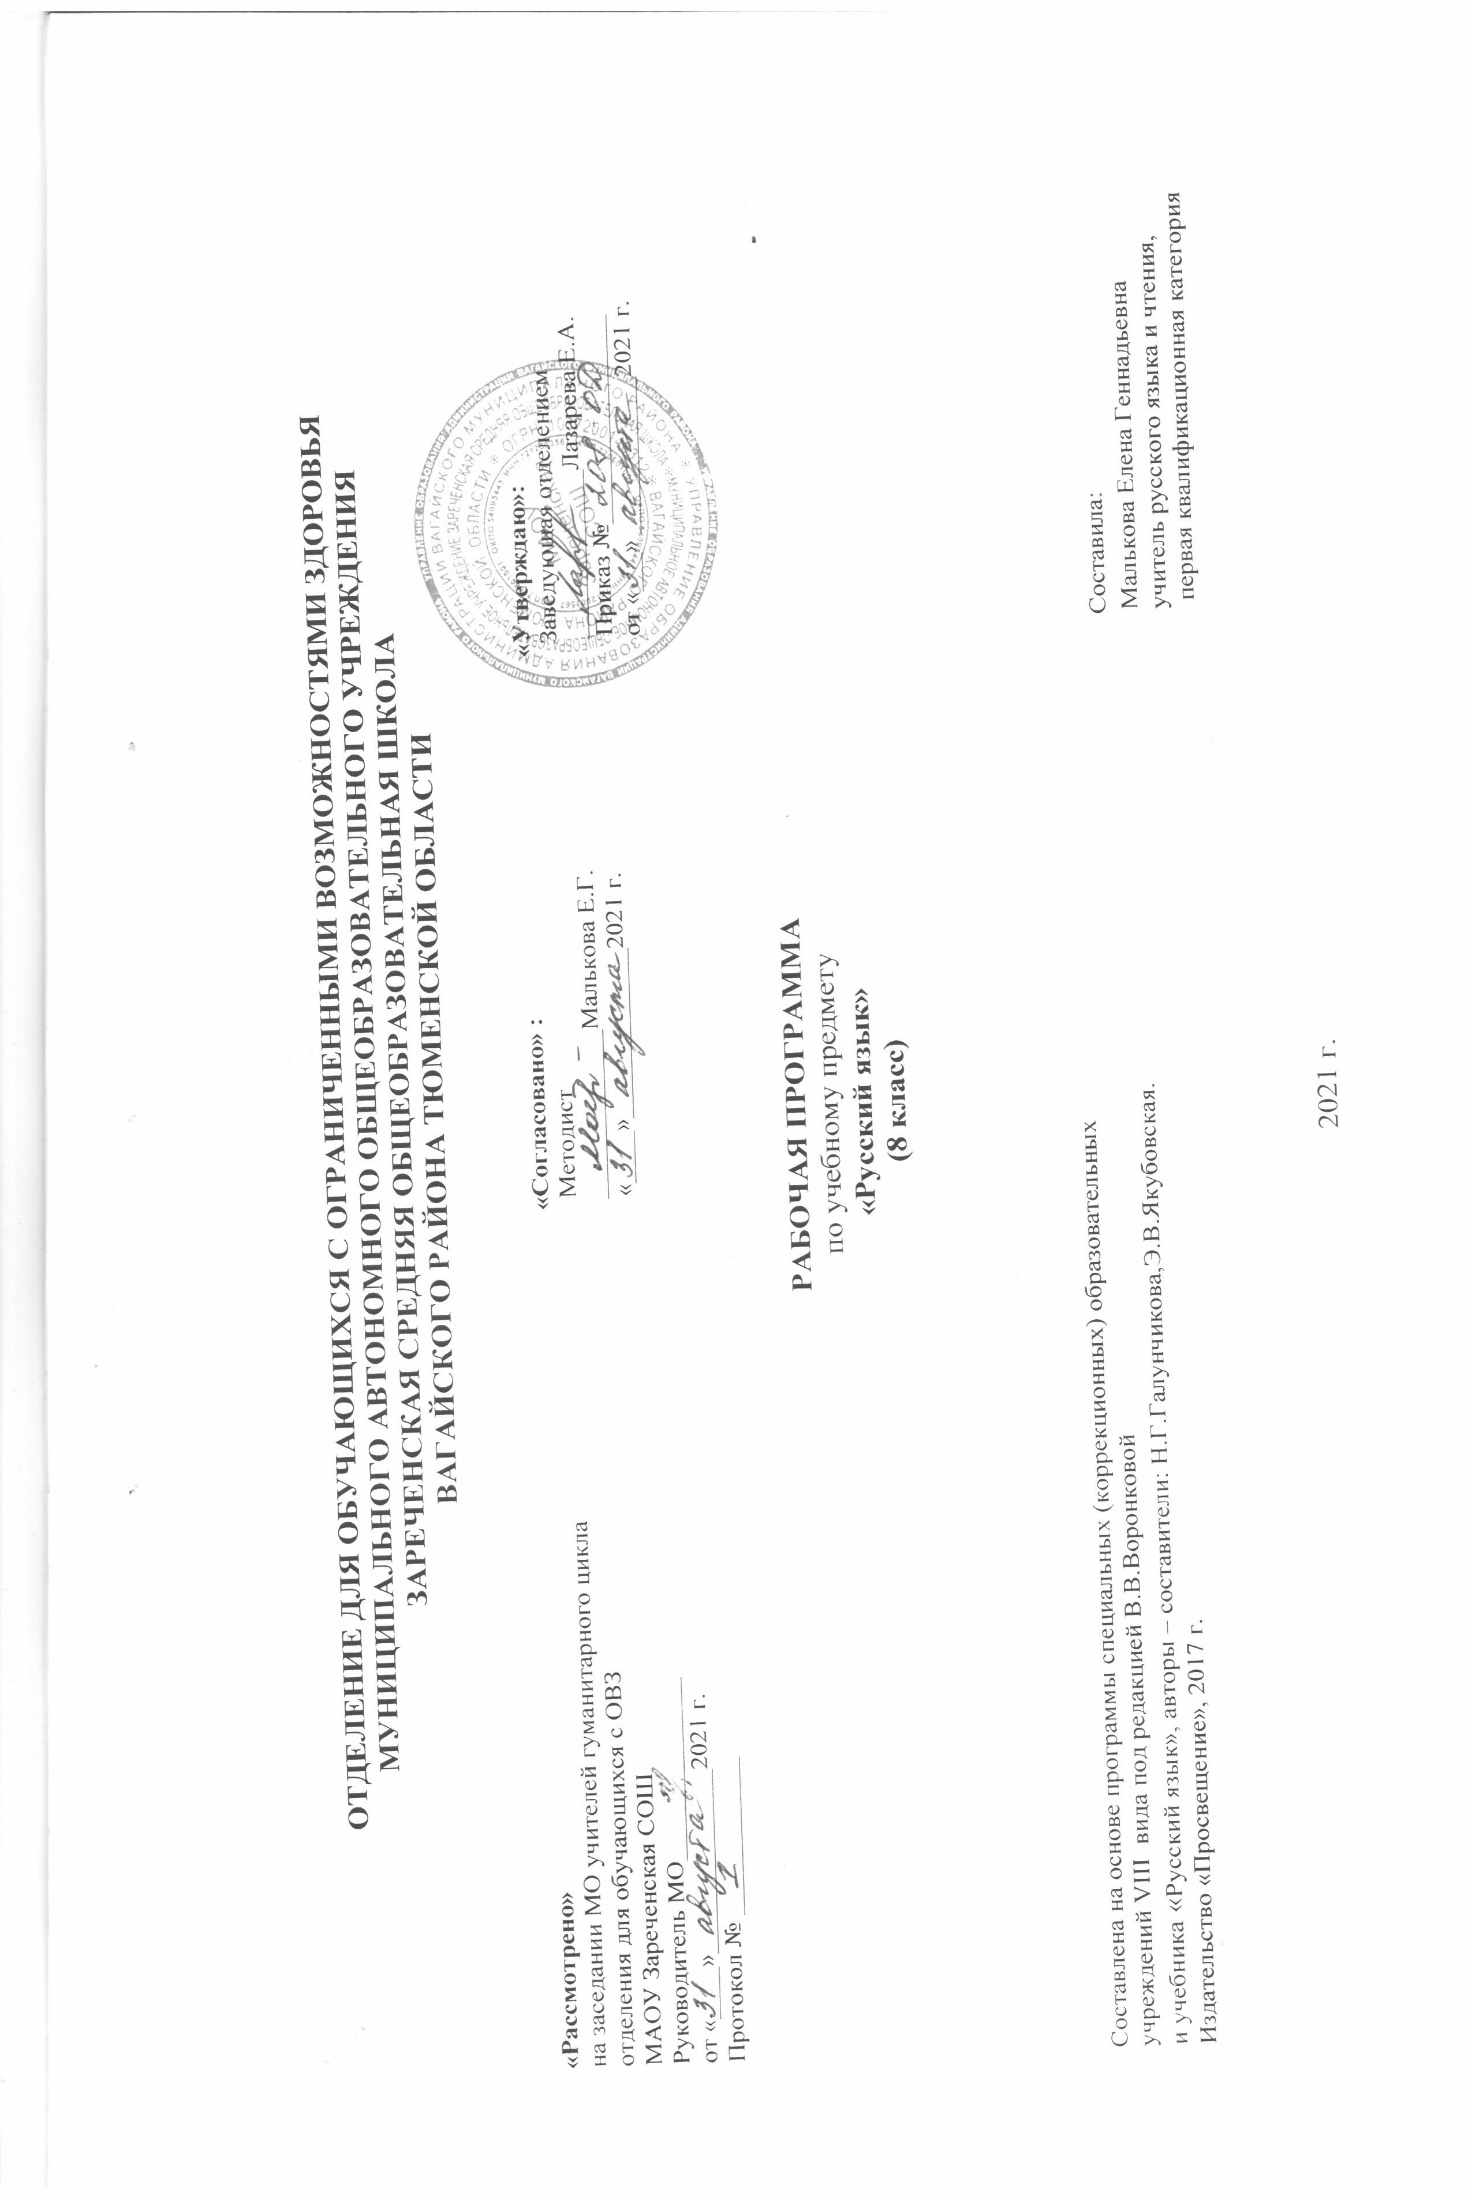 ОТДЕЛЕНИЕ ДЛЯ ОБУЧАЮЩИХСЯ С ОГРАНИЧЕННЫМИ ВОЗМОЖНОСТЯМИ ЗДОРОВЬЯ
МУНИЦИПАЛЬНОГО АВТОНОМНОГО ОБЩЕОБРАЗОВАТЕЛЬНОГО УЧРЕЖДЕНИЯ
ЗАРЕЧЕНСКАЯ СРЕДНЯЯ ОБЩЕОБРАЗОВАТЕЛЬНАЯ ШКОЛА
ВАГАЙСКОГО РАЙОНА ТЮМЕНСКОЙ ОБЛАСТИ
«Рассмотрено»
на заседании МО учителей гуманитарного цикла
отделения для обучающихся с ОВЗ
МАОУ Зареченская СОШ
Руководитель МО
от «31» августа 2021 г.
Протокол № 1
«Согласовано» :
Методист
Малькова Е.Г.
«31» августа 2021 г.
«Утверждаю»:
Заведующая отделением
Лазарева Е.А.
Приказ №
от «31» августа 2021 г.
РАБОЧАЯ ПРОГРАММА
по учебному предмету
«Русский язык»
(8 класс)
Составлена на основе программы специальных (коррекционных) образовательных
учреждений VIII вида под редакцией В.В.Воронковой
и учебника «Русский язык», авторы – составители: Н.Г.Галунчикова,Э.В.Якубовская.
Издательство «Просвещение», 2017 г.
Составила:
Малькова Елена Геннадьевна
учитель русского языка и чтения,
первая квалификационная категория
2021 г.